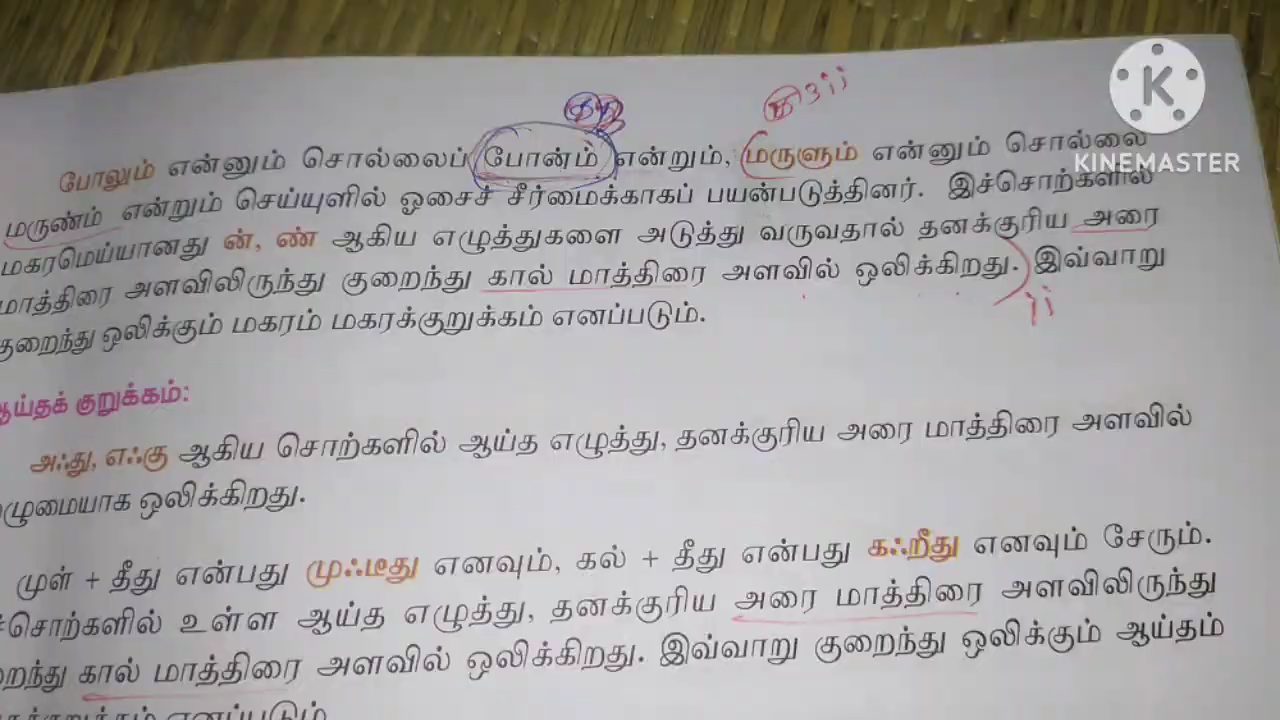 KINEMASTER
போலும் என்னும் சொல்லைப் போன்ம் என்றும், மருளும் என்னும் சொல்லை
மருண்ம் என்றும் செய்யுளில் ஓசைச் சீர்மைக்காகப் பயன்படுத்தினர். இச்சொற்களில்
மகரமெய்யானது ன், ண் ஆகிய எழுத்துகளை அடுத்து வருவதால் தனக்குரிய அரை
மாத்திரை அளவிலிருந்து குறைந்து கால் மாத்திரை அளவில் ஒலிக்கிறது. இவ்வாறு
குறைந்து ஒலிக்கும் மகரம் மகரக்குறுக்கம் எனப்படும்.
ஆய்தக் குறுக்கம்:
அஃது, எஃகு ஆகிய சொற்களில் ஆய்த எழுத்து, தனக்குரிய அரை மாத்திரை அளவில்
முழுமையாக ஒலிக்கிறது.
முள் + தீது என்பது முஃடீது எனவும், கல் + தீது என்பது கஃறீது எனவும் சேரும்.
உள்ள ஆய்த எழுத்து, தனக்குரிய அரை மாத்திரை அளவிலிருந்து
குறைந்து கால் மாத்திரை அளவில் ஒலிக்கிறது. இவ்வாறு குறைந்து ஒலிக்கும் ஆய்தம்
எனப்படும்